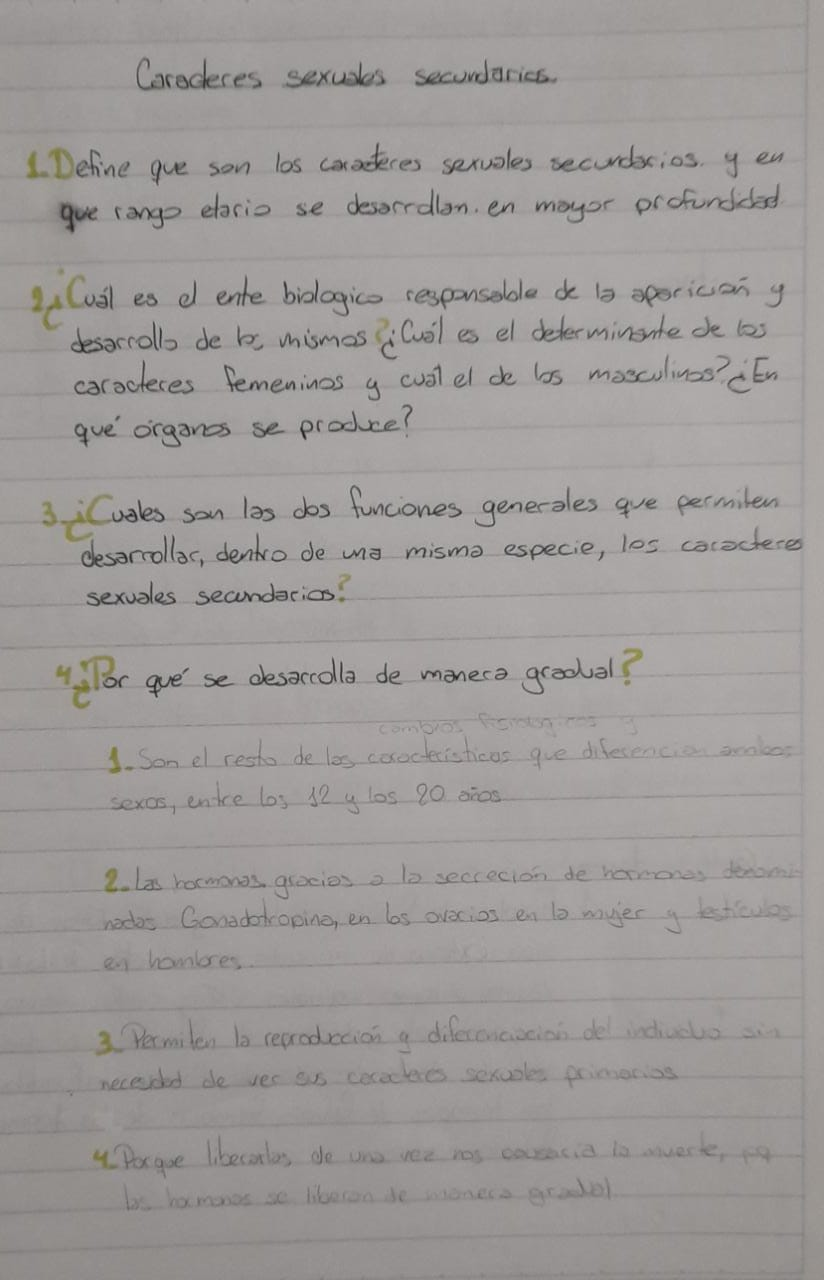 Caracteres sexuales secundarios.
1. Define que son los caracteres sexuales secundarios. y en
que rango etario se desarrollan. en mayor profundidad
2. ¿Cuál es el ente biologico responsable de la aparición y
desarrollo de los mismos? ¿Cuál es el determinante de los
caracteres femeninos y cuál el de los masculinos? ¿En
qué órganos se produce?
3. ¿Cuales son las dos funciones generales que permiten
desarrollar, dentro de una misma especie, los caracteres
sexuales secundarios?
4. ¿Por qué se desarrolla de manera gradual?
cambios fisiologicos y
1. Son el resto de las características que diferencian ambos
sexos, entre los 12 y los 20 años
2. Las hormonas, gracias a la secreción de hormonas denomi
nadas Gonadotropina, en los ovarios en la mujer y testículos
en hombres.
3. Permiten la reproducción y diferenciación del individuo sin
necesidad de ver sus caracteres sexuales primarios
4. Porque liberarlas de una vez nos causaria la muerte, pq
las hormonas se liberan de manera gradual